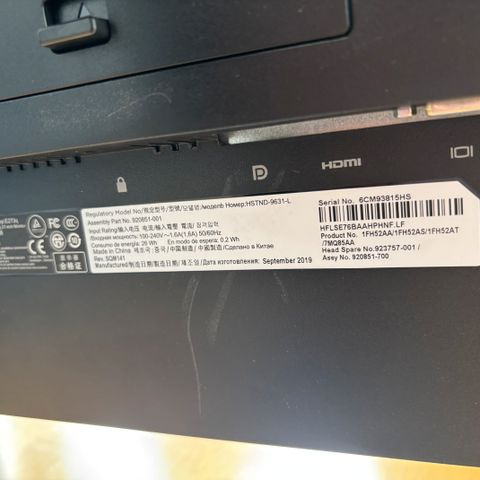 HDMI
Regulatory Model No/规定型号/型號/모델명/модель Номер:HSTND-9631-L
Assembly Part No. 920851-001
Input Rating/输入电压 电流/輸入電壓 電流/정격입력
Входная мощность: 100-240V~1.6A(1,6A) 50/60Hz
Consumo de energía: 26 Wh En modo de espera: 0.2 Wh
Made in China/중국/中国制造/中國製造/Сделано в Китае
Rev. SQM141
Manufactured/制造日期/製造日期/제조일/Дата изготовления: September 2019
Serial No. 6CM93815HS
HFLSE76BAAHPHNF.LF
Product No. 1FH52AA/1FH52AS/1FH52AT
/7MQ85AA
Head Spare No.923757-001 /
Assy No. 920851-700